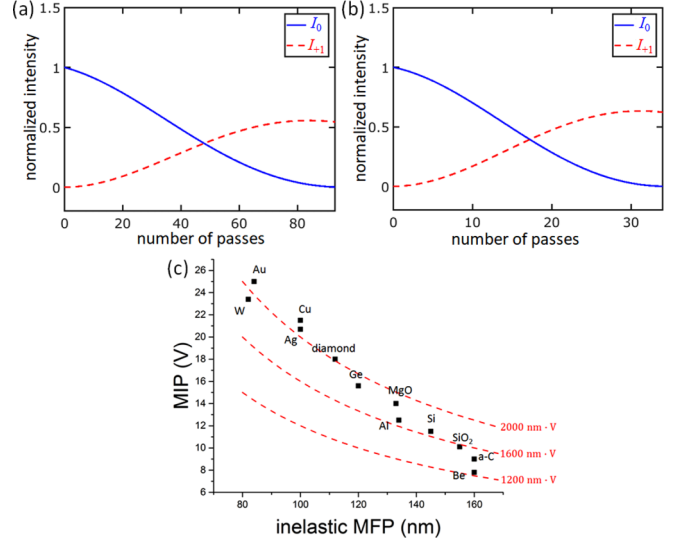 (a)
1.5
1
0.5
0
normalized intensity
I0
I+1
0 20 40 60 80
number of passes
(b)
1.5
1
0.5
0
normalized intensity
I0
I+1
0 10 20 30
number of passes
(c)
26
24
22
20
18
16
14
12
10
8
6
MIP (V)
Au
W
Cu
Ag
diamond
Ge
MgO
Al
Si
SiO2
a-C
Be
2000 nm · V
1600 nm · V
1200 nm · V
80 100 120 140 160
inelastic MFP (nm)